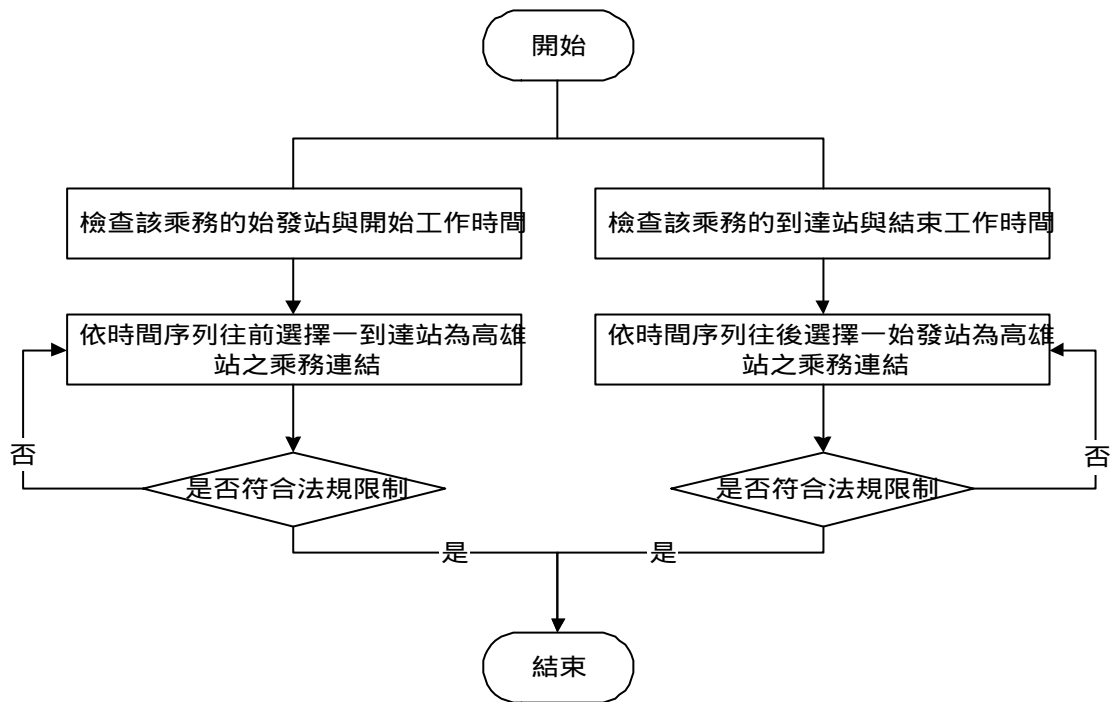 開始
檢查該乘務的始發站與開始工作時間
檢查該乘務的到達站與結束工作時間
依時間序列往前選擇一到達站為高雄
站之乘務連結
依時間序列往後選擇一始發站為高雄
站之乘務連結
否
否
是否符合法規限制
是否符合法規限制
是
是
結束